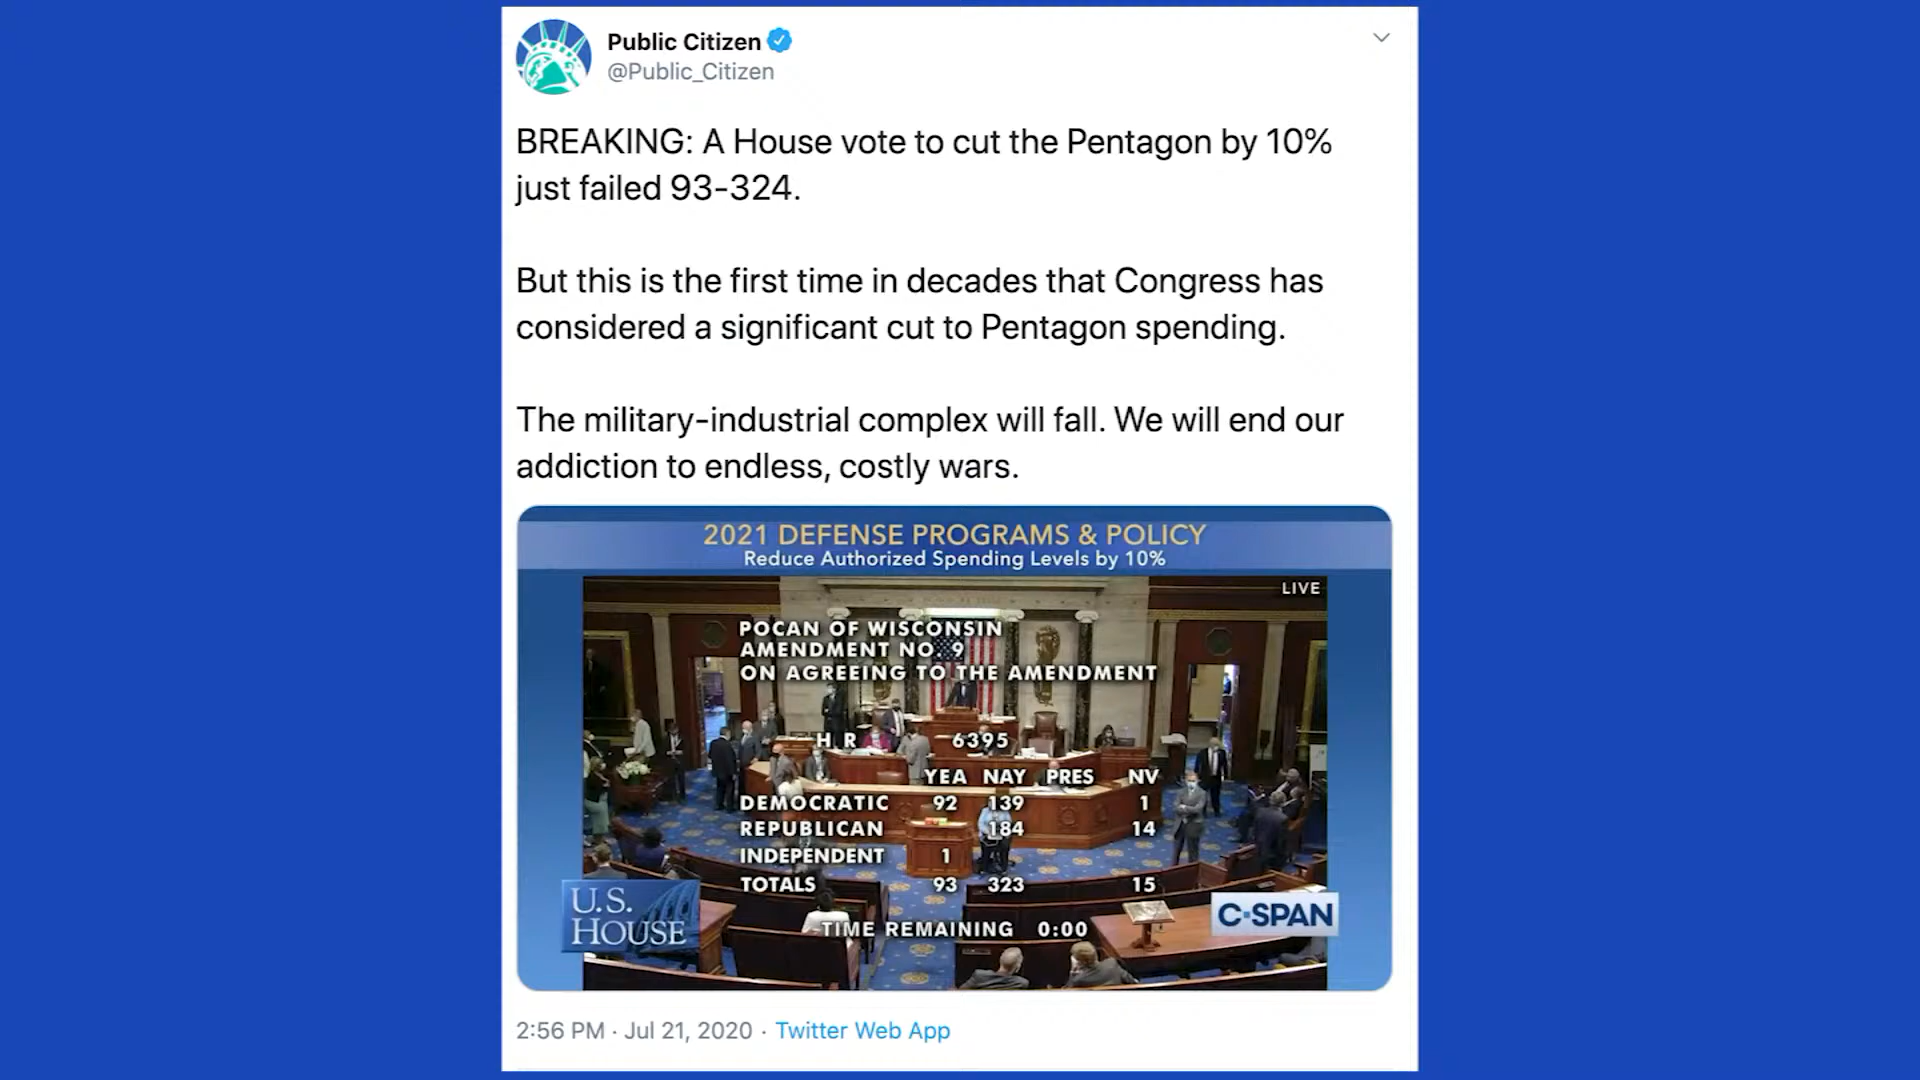 Public Citizen
@Public_Citizen
BREAKING: A House vote to cut the Pentagon by 10%
just failed 93-324.
But this is the first time in decades that Congress has
considered a significant cut to Pentagon spending.
The military-industrial complex will fall. We will end our
addiction to endless, costly wars.
2021 DEFENSE PROGRAMS & POLICY
Reduce Authorized Spending Levels by 10%
LIVE
POCAN OF WISCONSIN
AMENDMENT NO. 9
ON AGREEING TO THE AMENDMENT
H R 6395
YEA NAY PRES NV
DEMOCRATIC 92 139 1
REPUBLICAN 184 14
INDEPENDENT 1
TOTALS 93 323 15
TIME REMAINING 0:00
U.S.
HOUSE
C-SPAN
2:56 PM · Jul 21, 2020 · Twitter Web App